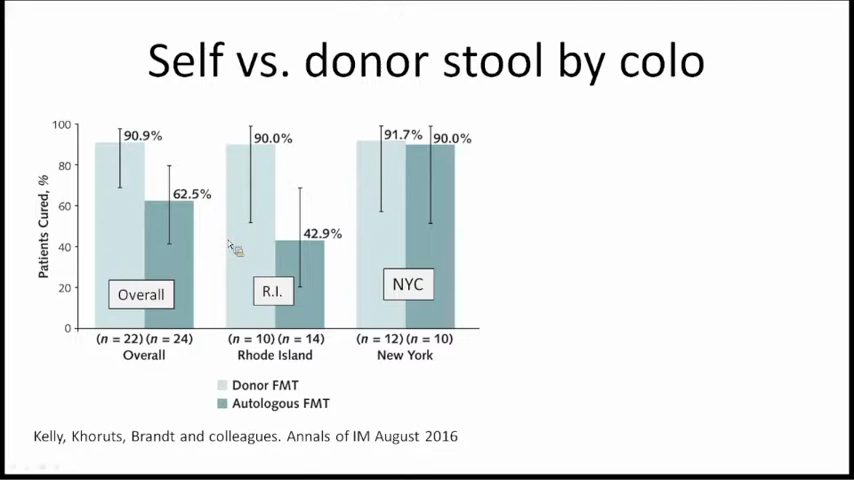 Self vs. donor stool by colo
100
80
60
40
20
0
Patients Cured, %
90.9%
62.5%
90.0%
42.9%
91.7%
90.0%
Overall
R.I.
NYC
(n = 22) (n = 24)
(n = 10) (n = 14)
(n = 12) (n = 10)
Overall
Rhode Island
New York
Donor FMT
Autologous FMT
Kelly, Khoruts, Brandt and colleagues. Annals of IM August 2016